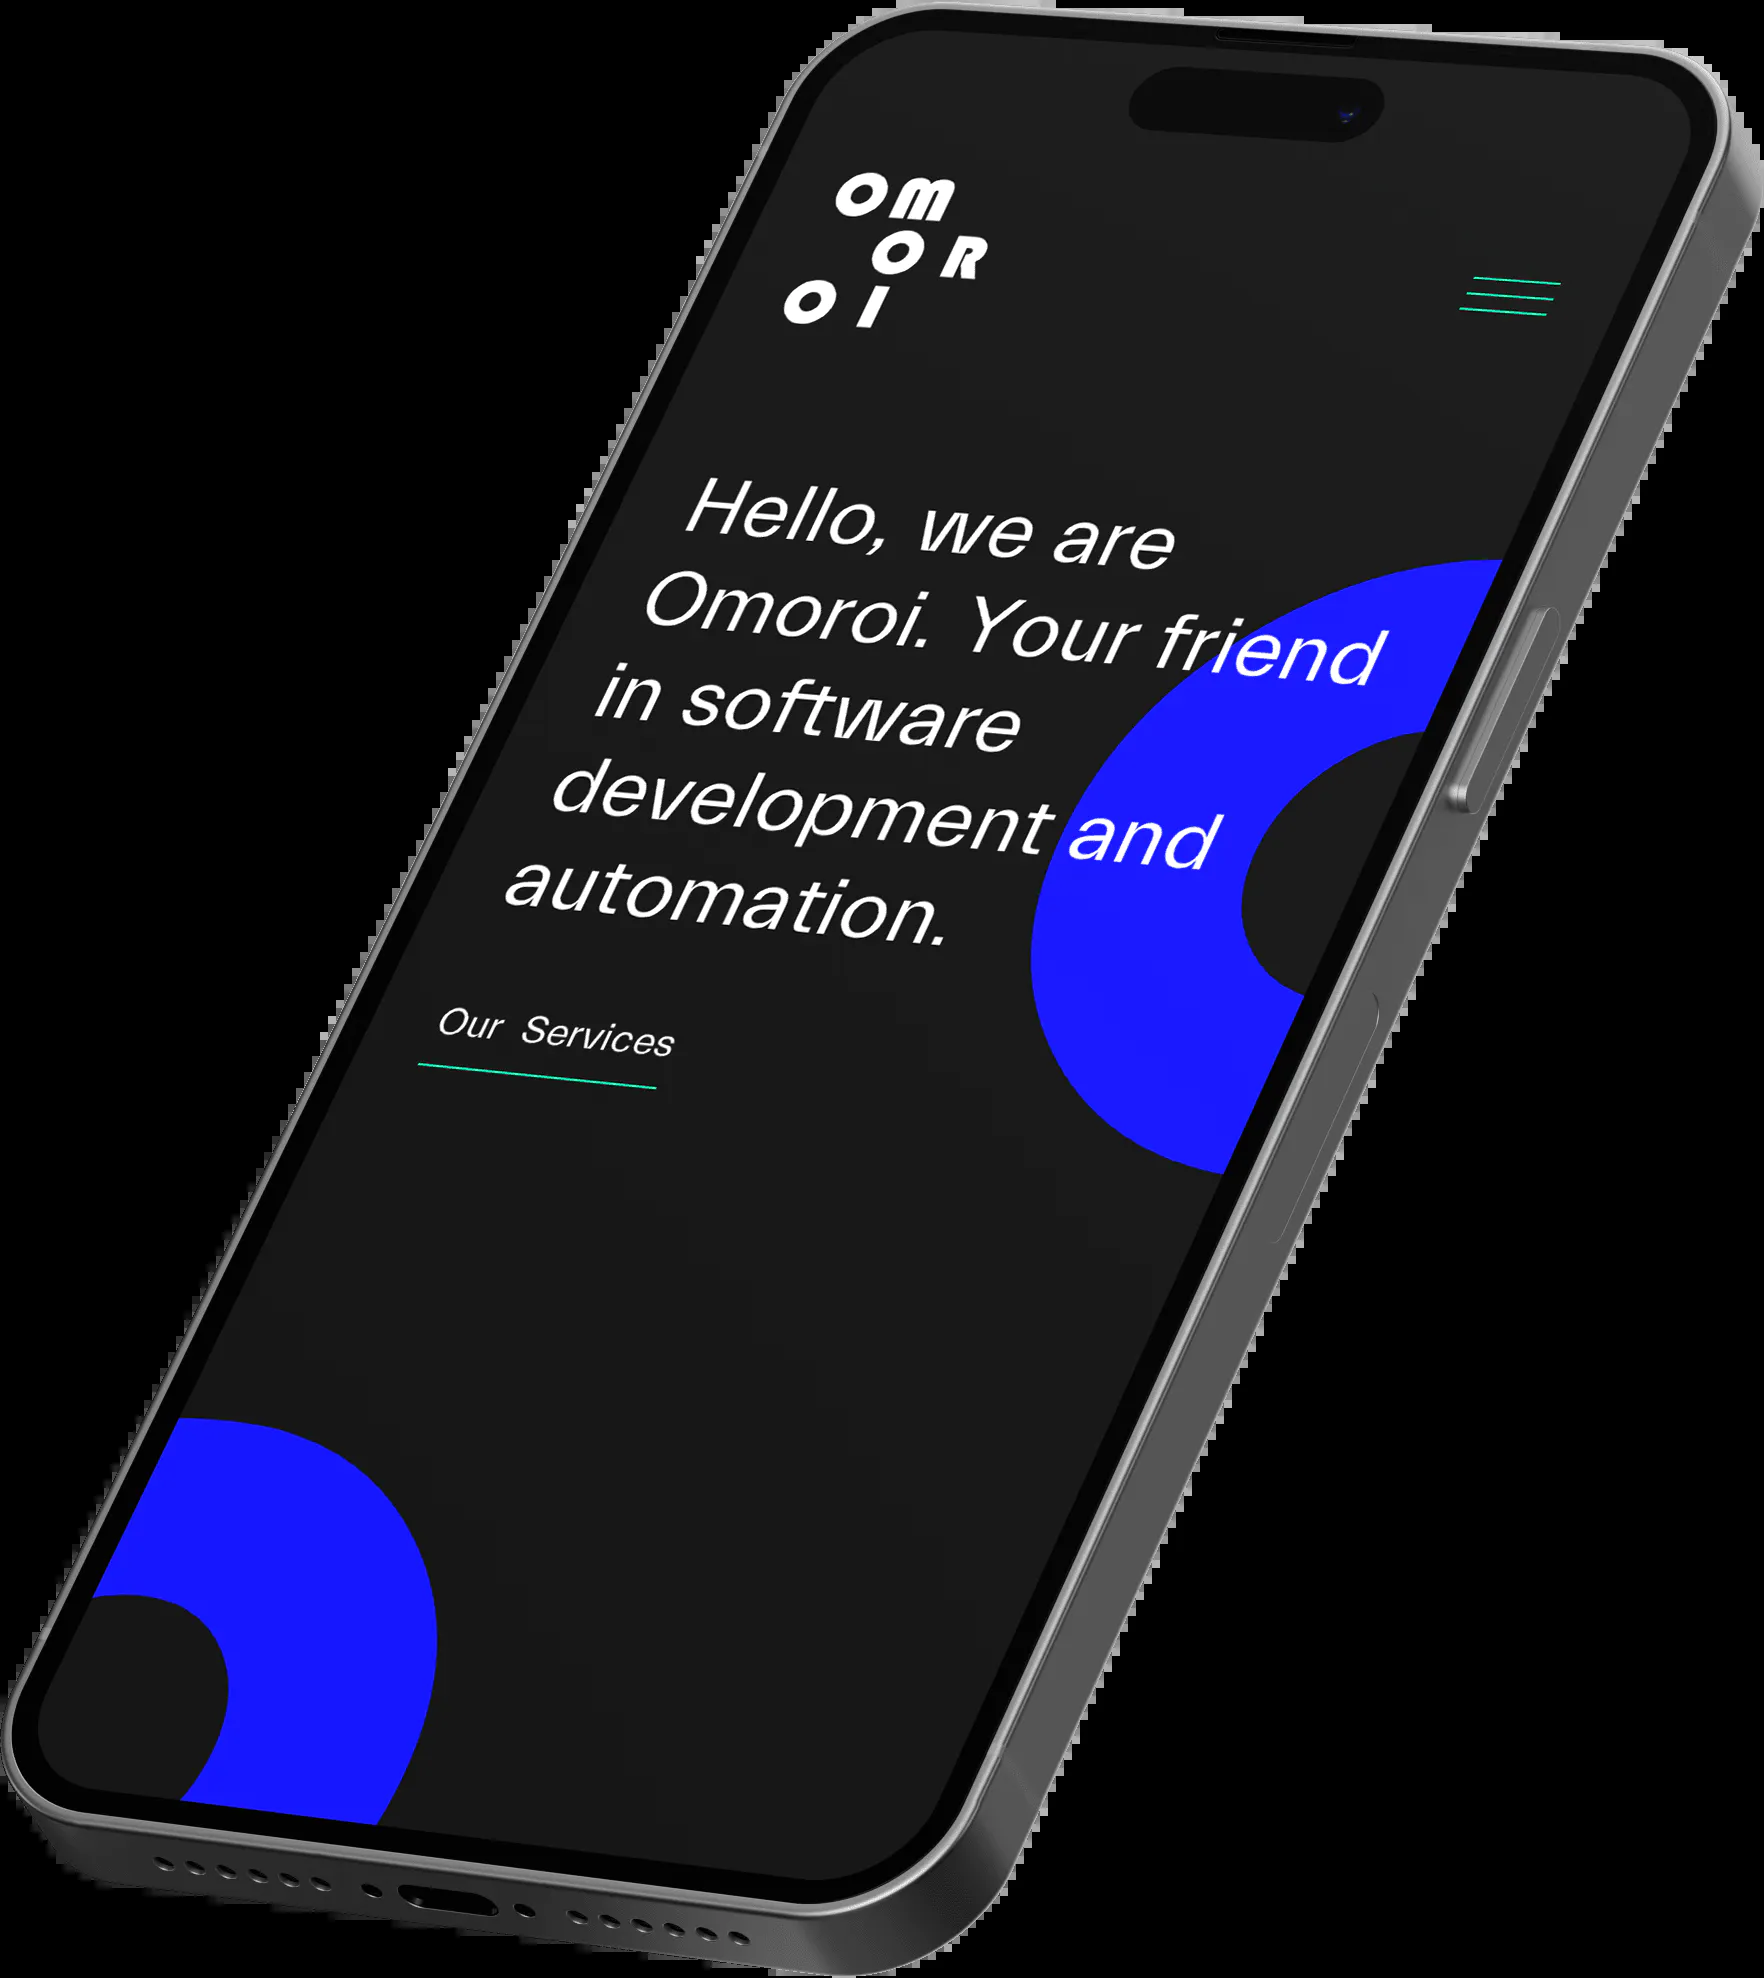 OM
OR
OI
Hello, we are
Omoroi. Your friend
in software
development and
automation.
Our Services